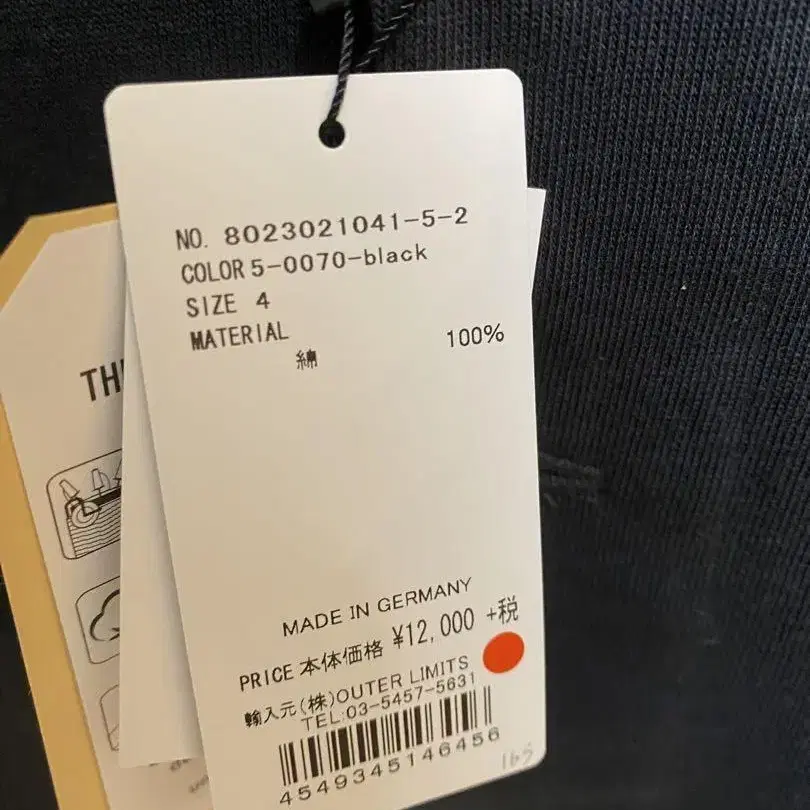 NO. 8023021041-5-2
COLOR 5-0070-black
SIZE 4
MATERIAL
綿 100%
MADE IN GERMANY
PRICE 本体価格 ¥12,000 +税
輸入元(株)OUTER LIMITS
TEL:03-5457-5631
4549345146456